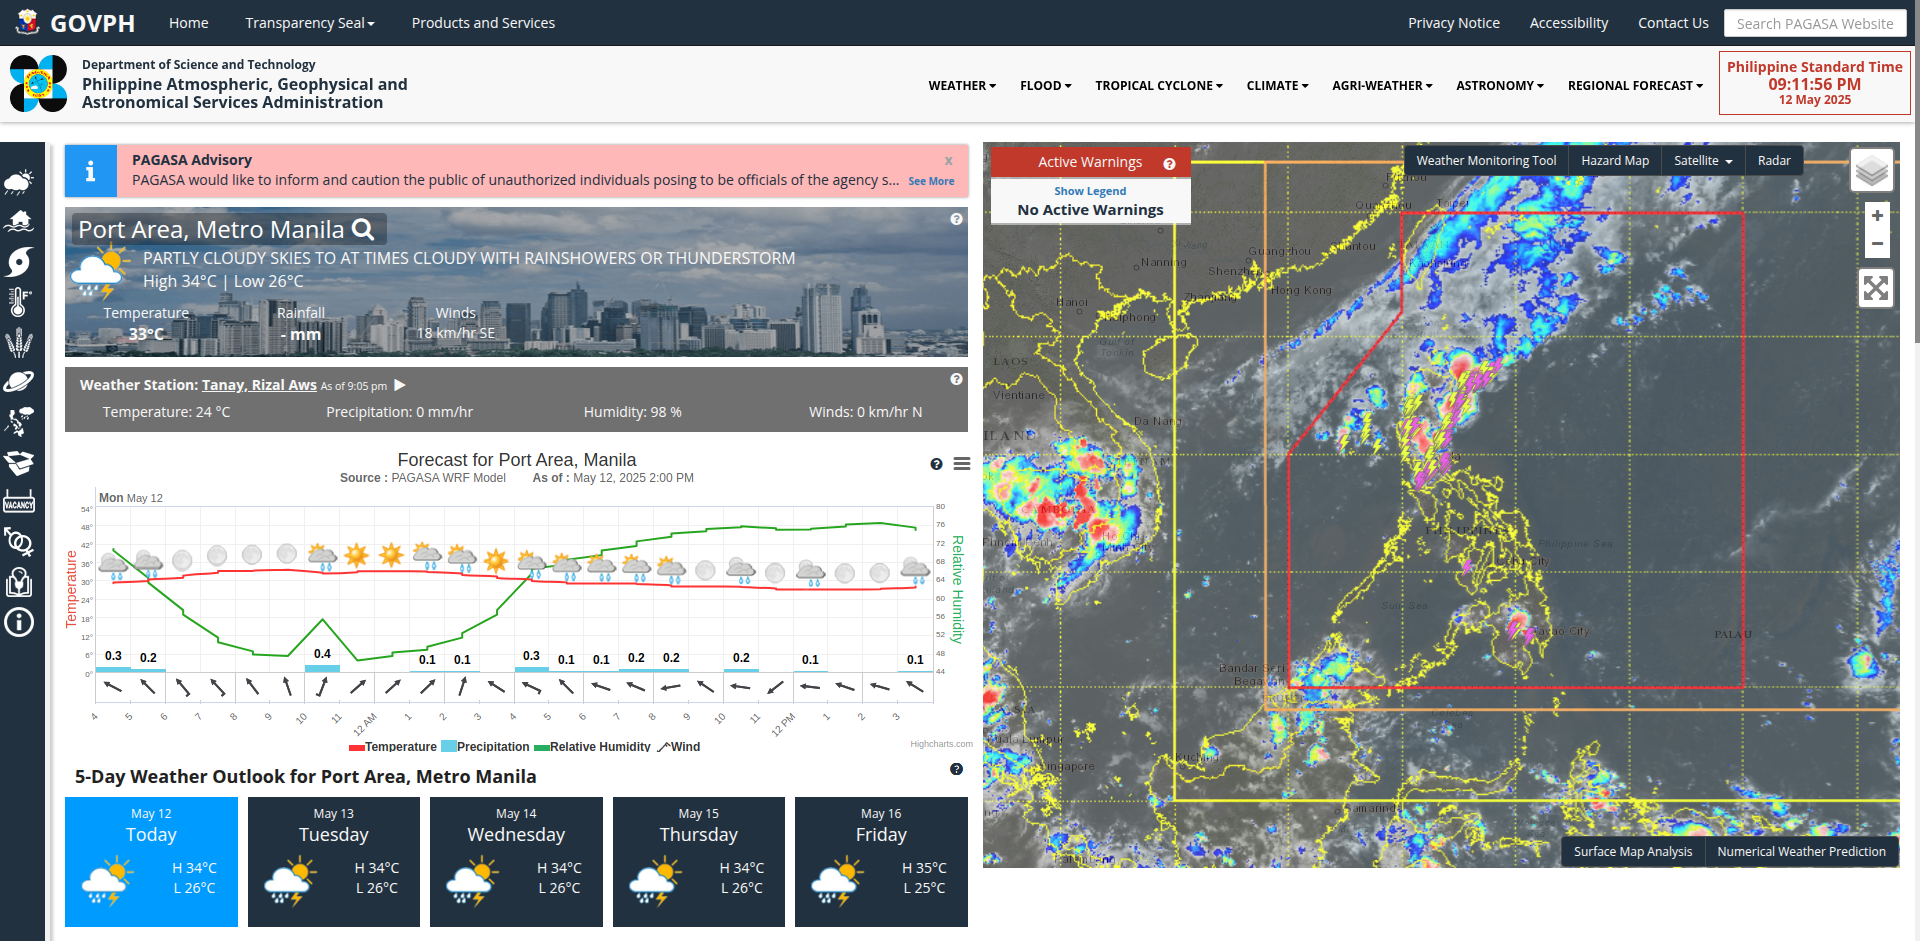 GOVPH
Home
Transparency Seal
Products and Services
Privacy Notice
Accessibility
Contact Us
Search PAGASA Website
Department of Science and Technology
Philippine Atmospheric, Geophysical and
Astronomical Services Administration
WEATHER
FLOOD
TROPICAL CYCLONE
CLIMATE
AGRI-WEATHER
ASTRONOMY
REGIONAL FORECAST
Philippine Standard Time
09:11:56 PM
12 May 2025
VACANCY
PAGASA Advisory
x
PAGASA would like to inform and caution the public of unauthorized individuals posing to be officials of the agency s... See More
Port Area, Metro Manila
PARTLY CLOUDY SKIES TO AT TIMES CLOUDY WITH RAINSHOWERS OR THUNDERSTORM
High 34°C | Low 26°C
Temperature
33°C
Rainfall
- mm
Winds
18 km/hr SE
Weather Station: Tanay, Rizal Aws As of 9:05 pm
Temperature: 24 °C
Precipitation: 0 mm/hr
Humidity: 98 %
Winds: 0 km/hr N
Forecast for Port Area, Manila
Source : PAGASA WRF Model As of : May 12, 2025 2:00 PM
Mon May 12
Temperature
54°
48°
42°
36°
30°
24°
18°
12°
6°
0°
80
76
72
68
64
60
56
52
48
44
Relative Humidity
0.3 0.2 0.4 0.1 0.1 0.3 0.1 0.1 0.2 0.2 0.2 0.1 0.1
4 5 6 7 8 9 10 11 12 AM 1 2 3 4 5 6 7 8 9 10 11 12 PM 1 2 3
Temperature Precipitation Relative Humidity Wind
Highcharts.com
5-Day Weather Outlook for Port Area, Metro Manila
May 12
Today
H 34°C
L 26°C
May 13
Tuesday
H 34°C
L 26°C
May 14
Wednesday
H 34°C
L 26°C
May 15
Thursday
H 34°C
L 26°C
May 16
Friday
H 35°C
L 25°C
Active Warnings
Show Legend
No Active Warnings
Weather Monitoring Tool
Hazard Map
Satellite
Radar
+
−
Taipei
Guangzhou
Nanning
Shenzhen
Hong Kong
Hanoi
Gulf of
Tonkin
LAOS
Vientiane
Da Nang
Philippine Sea
Sulu Sea
Davao City
PALAU
Bandar Seri
Begawan
Kuching
Surface Map Analysis
Numerical Weather Prediction